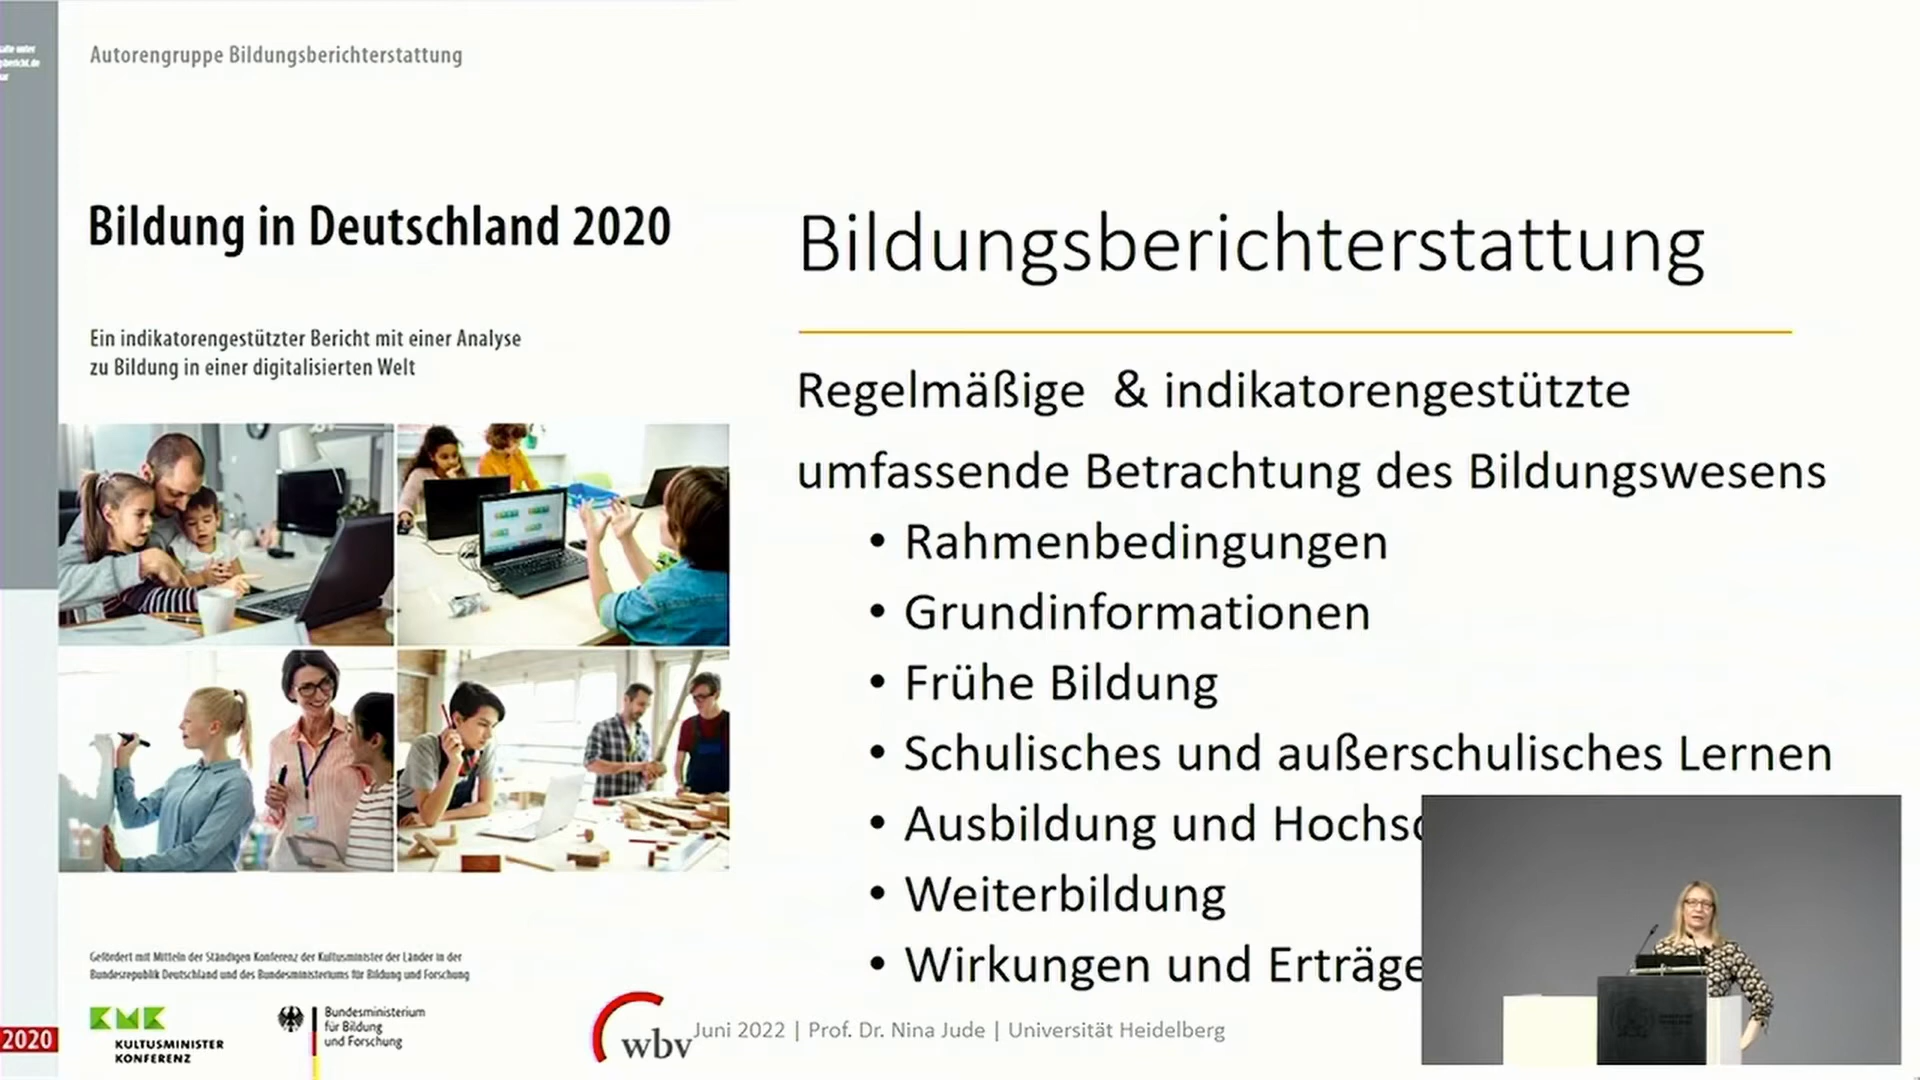 Autorengruppe Bildungsberichterstattung
Bildung in Deutschland 2020
Ein indikatorengestützter Bericht mit einer Analyse
zu Bildung in einer digitalisierten Welt
Gefördert mit Mitteln der Ständigen Konferenz der Kultusminister der Länder in der
Bundesrepublik Deutschland und des Bundesministeriums für Bildung und Forschung
KMK
KULTUSMINISTER
KONFERENZ
Bundesministerium
für Bildung
und Forschung
wbv
2020
Bildungsberichterstattung
Regelmäßige & indikatorengestützte
umfassende Betrachtung des Bildungswesens
• Rahmenbedingungen
• Grundinformationen
• Frühe Bildung
• Schulisches und außerschulisches Lernen
• Ausbildung und
• Weiterbildung
• Wirkungen und Erträge
Juni 2022 | Prof. Dr. Nina Jude | Universität Heidelberg